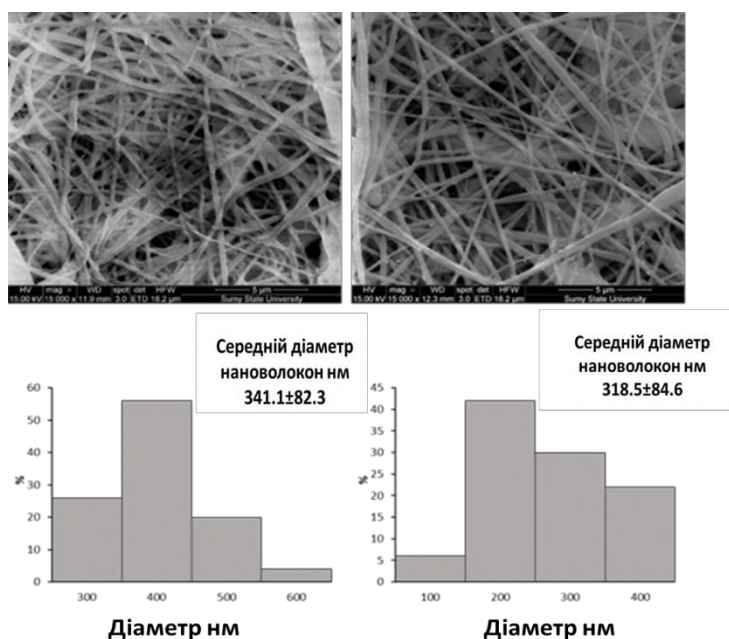 HV mag WD spot det HFW 5 µm
15.00 kV 15 000 x 11.9 mm 3.0 ETD 18.2 µm Sumy State University
HV mag WD spot det HFW 5 µm
15.00 kV 15 000 x 12.3 mm 3.0 ETD 18.2 µm Sumy State University
Середній діаметр
нановолокон нм
341.1±82.3
60
50
40
30
20
10
0
%
300 400 500 600
Діаметр нм
Середній діаметр
нановолокон нм
318.5±84.6
45
40
35
30
25
20
15
10
5
0
%
100 200 300 400
Діаметр нм